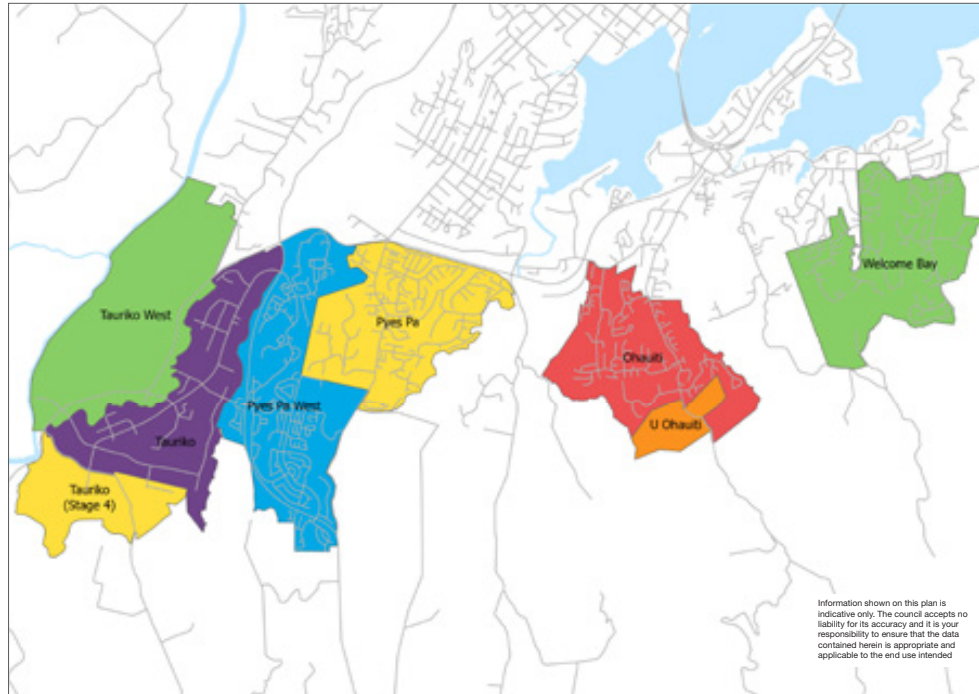 Welcome Bay
Tauriko West
Pyes Pa
Ohauiti
Pyes Pa West
U Ohauiti
Tauriko
Tauriko
(Stage 4)
Information shown on this plan is
indicative only. The council accepts no
liability for its accuracy and it is your
responsibility to ensure that the data
contained herein is appropriate and
applicable to the end use intended